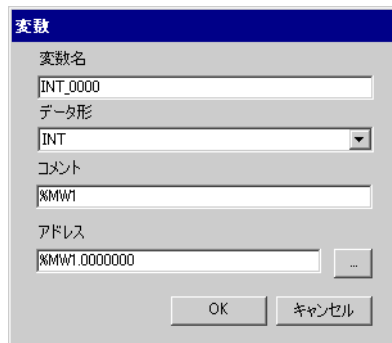 変数
変数名
INT_0000
データ形
INT
コメント
%MW1
アドレス
%MW1.0000000
...
OK
キャンセル